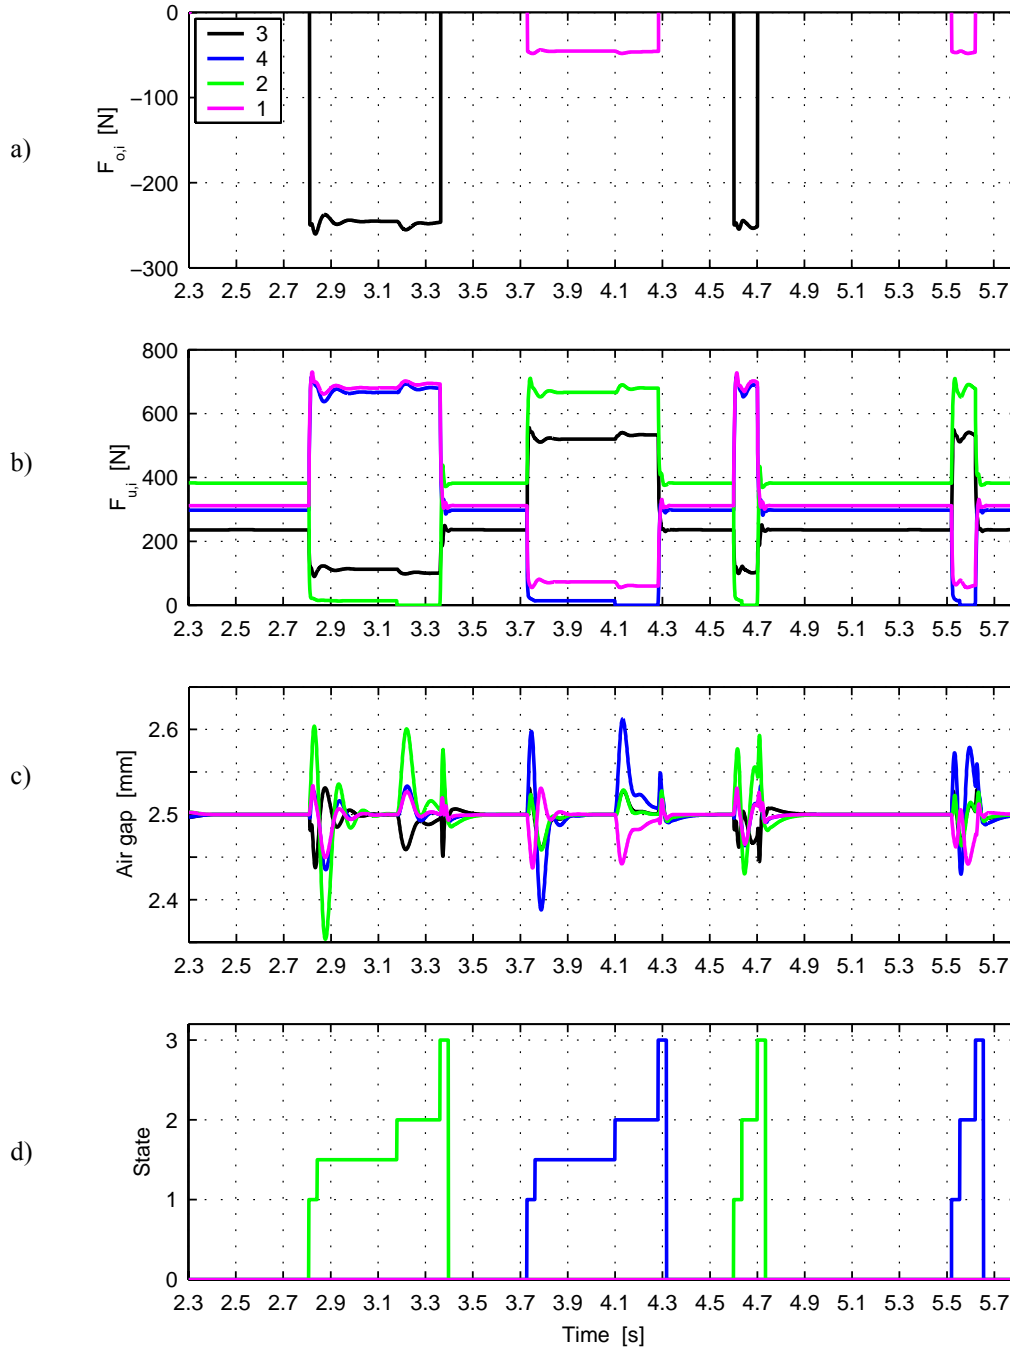 a)
F o,i [N]
0
−100
−200
−300
3
4
2
1
2.3 2.5 2.7 2.9 3.1 3.3 3.5 3.7 3.9 4.1 4.3 4.5 4.7 4.9 5.1 5.3 5.5 5.7
b)
F u,i [N]
800
600
400
200
0
2.3 2.5 2.7 2.9 3.1 3.3 3.5 3.7 3.9 4.1 4.3 4.5 4.7 4.9 5.1 5.3 5.5 5.7
c)
Air gap [mm]
2.6
2.5
2.4
2.3 2.5 2.7 2.9 3.1 3.3 3.5 3.7 3.9 4.1 4.3 4.5 4.7 4.9 5.1 5.3 5.5 5.7
d)
State
3
2
1
0
2.3 2.5 2.7 2.9 3.1 3.3 3.5 3.7 3.9 4.1 4.3 4.5 4.7 4.9 5.1 5.3 5.5 5.7
Time [s]